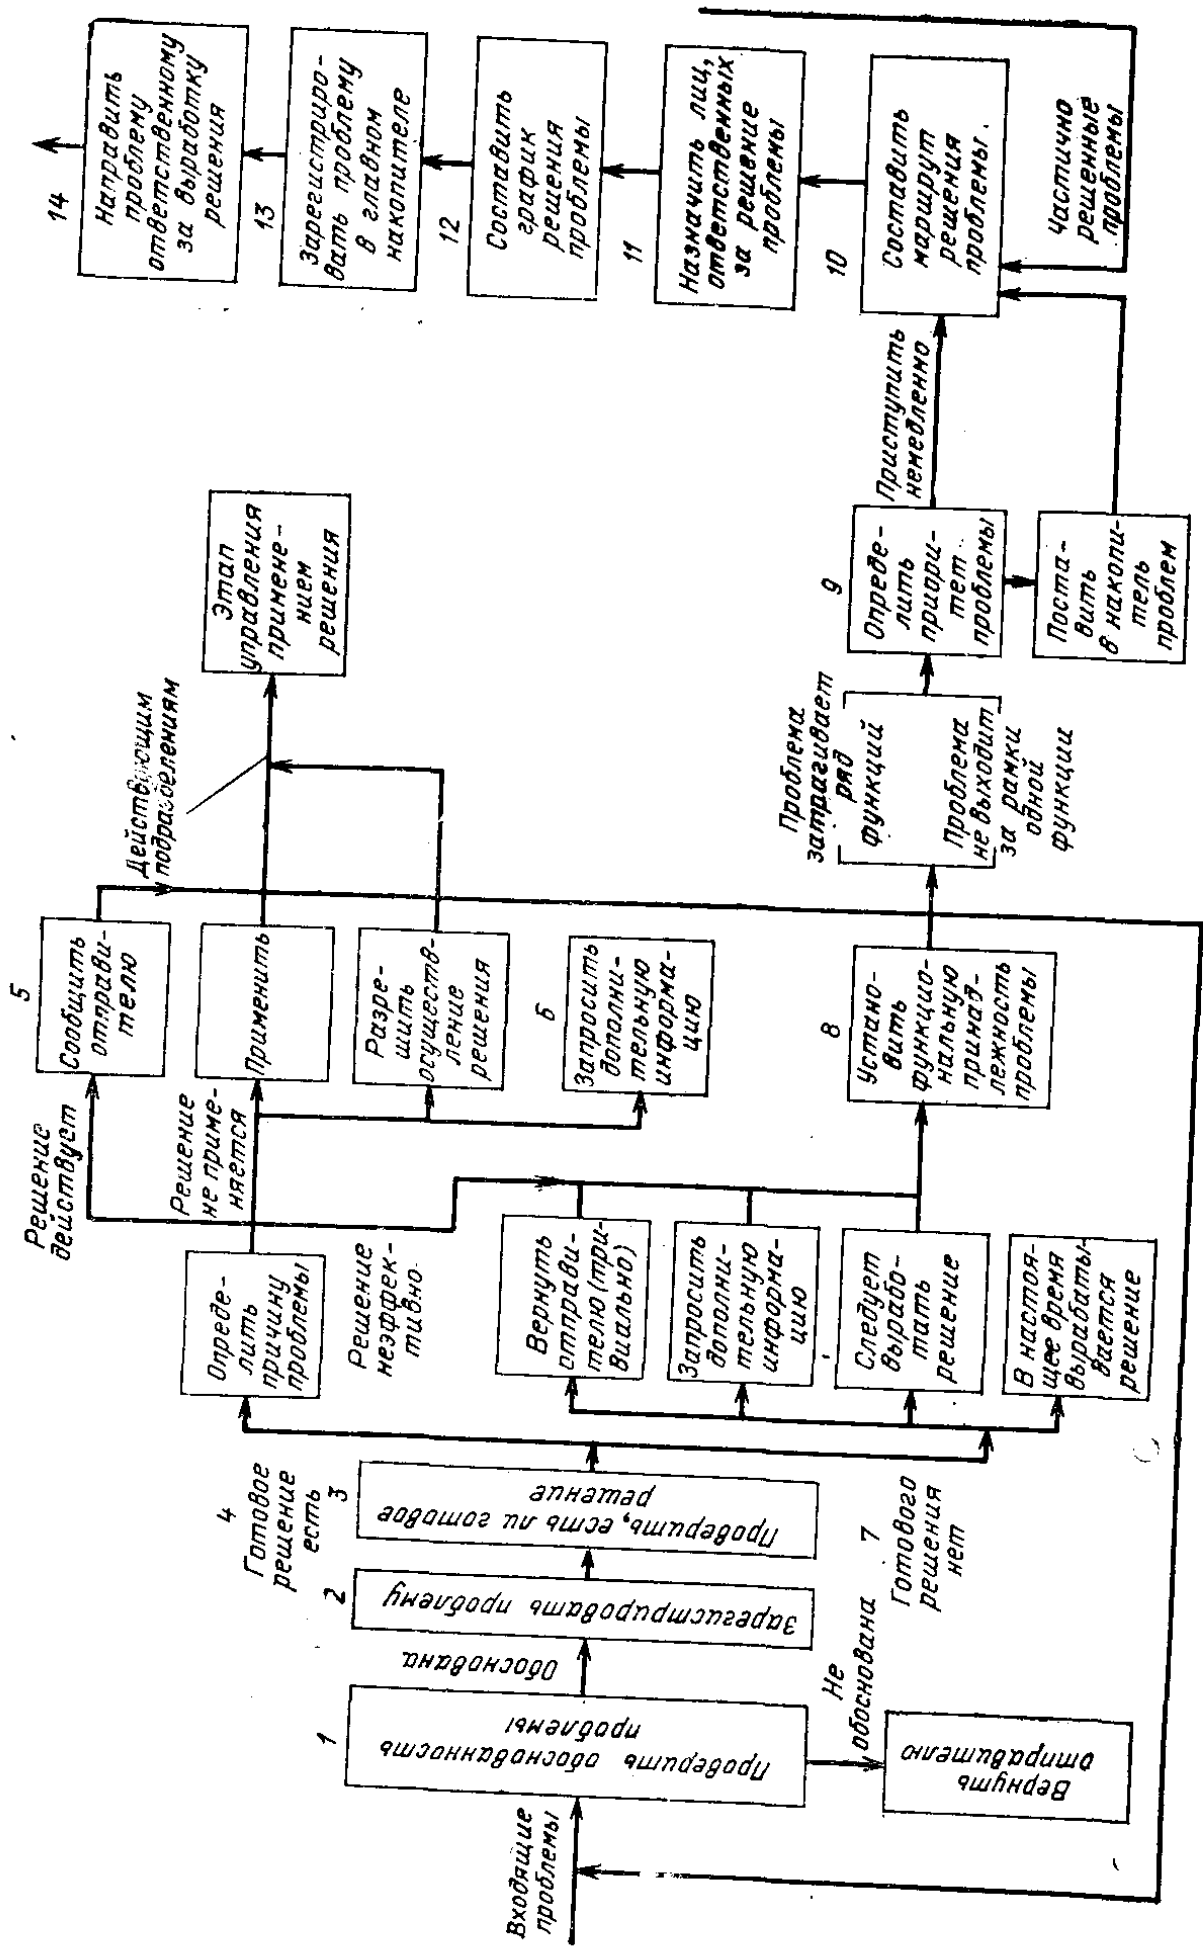 Входящие
проблемы
1
Проверить обоснованность
проблемы
Обоснована
Не
обоснована
Вернуть
отправителю
2
Зарегистрировать проблему
3
Проверить, есть ли готовое
решение
4
Готовое
решение
есть
7
Готового
решения
нет
Опреде-
лить
причину
проблемы
Решение
действует
Решение
не приме-
няется
Решение
неэффек-
тивно
Вернуть
отправи-
телю (три-
виально)
Запросить
дополни-
тельную
информа-
цию
Следует
вырабо-
тать
решение
В настоя-
щее время
вырабаты-
вается
решение
5
Сообщить
отправи-
телю
Применить
Разре-
шить
осуществ-
ление
решения
6
Запросить
дополни-
тельную
информа-
цию
8
Устано-
вить
функцио-
нальную
принад-
лежность
проблемы
Действующим
подразделениям
Этап
управления
примене-
нием
решения
Проблема
затрагивает
ряд
функций
Проблема
не выходит
за рамки
одной
функции
9
Опреде-
лить
приори-
тет
проблемы
Поста-
вить
в накопи-
тель
проблем
Приступить
немедленно
10
Составить
маршрут
решения
проблемы
Частично
решенные
проблемы
11
Назначить лиц,
ответственных
за решение
проблемы
12
Составить
график
решения
проблемы
13
Зарегистриро-
вать проблему
в главном
накопителе
14
Направить
проблему
ответственному
за выработку
решения